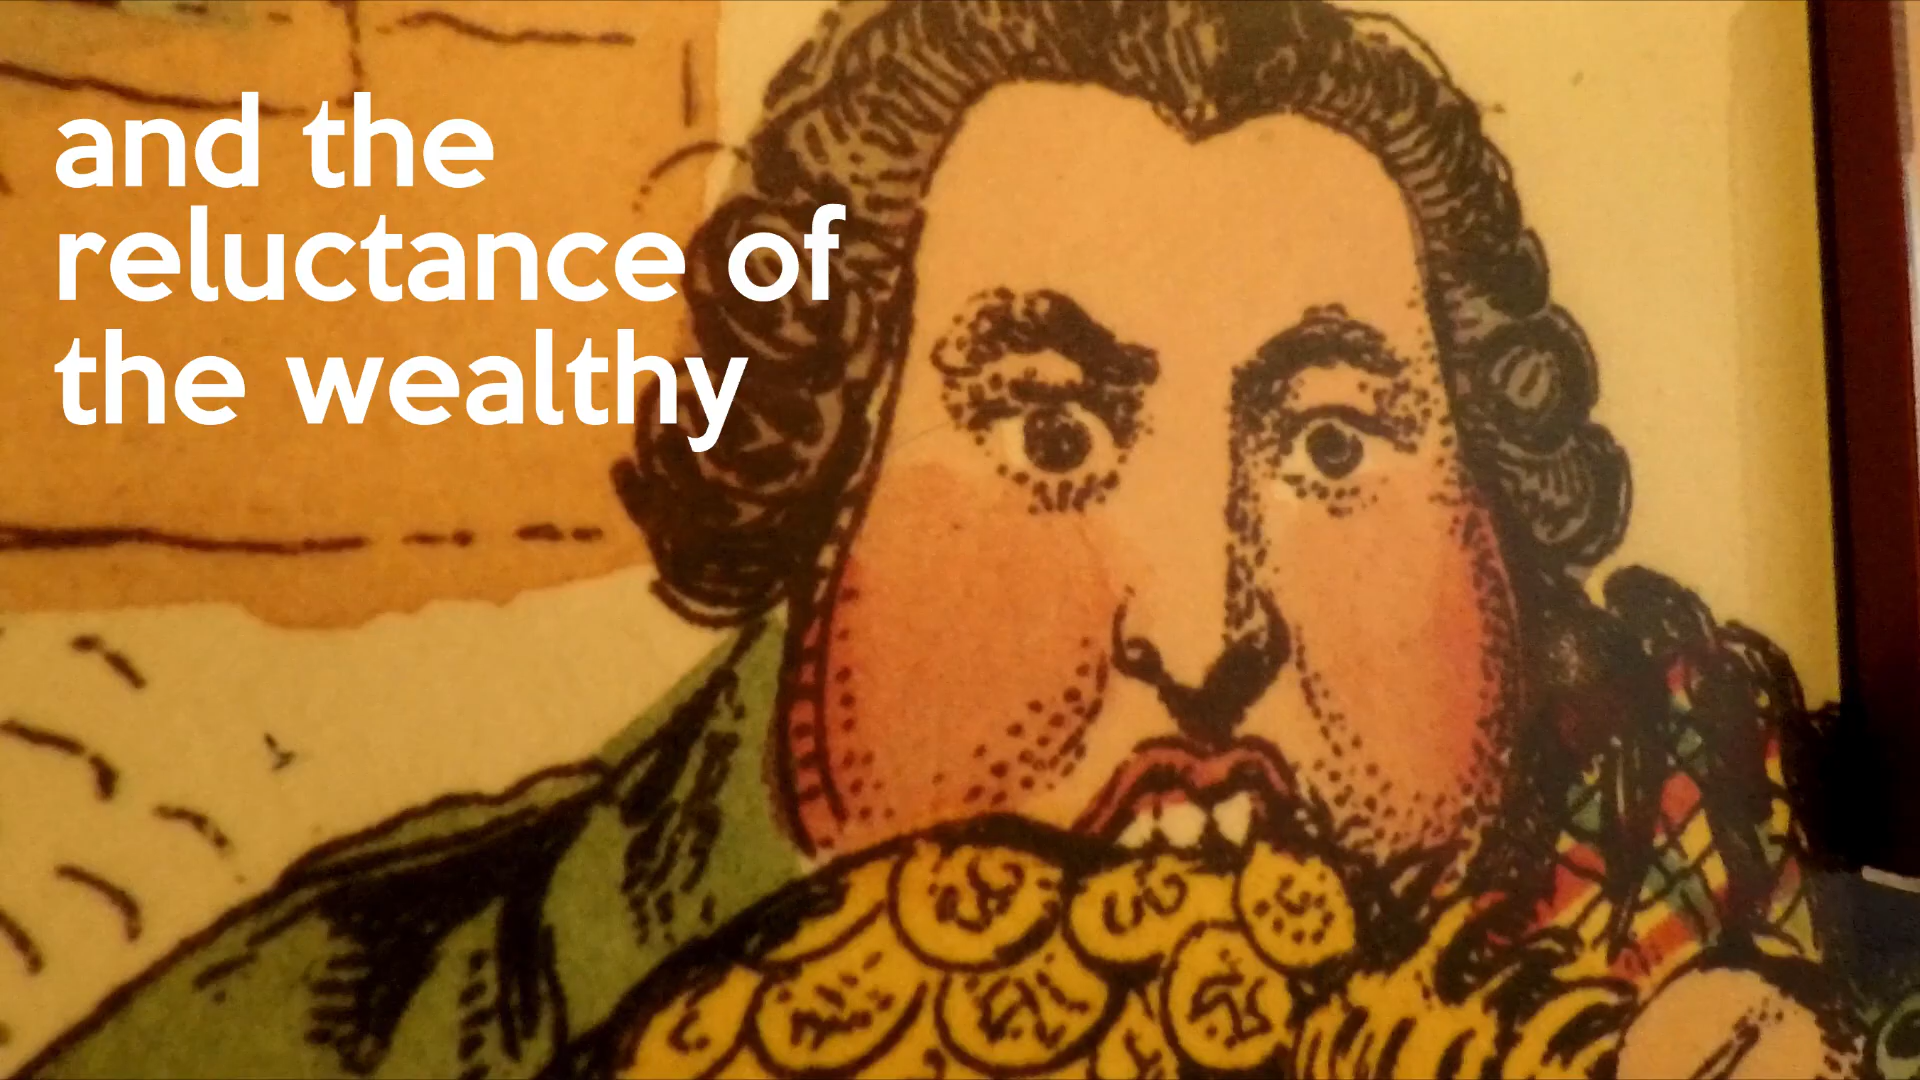 and the
reluctance of
the wealthy